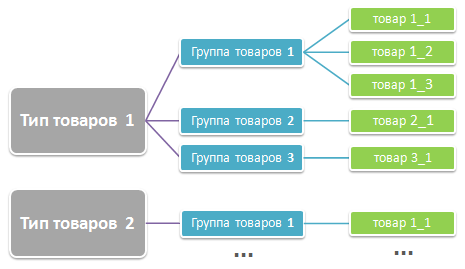 товар 1_1
Группа товаров 1
товар 1_2
товар 1_3
Тип товаров 1
Группа товаров 2
товар 2_1
Группа товаров 3
товар 3_1
Тип товаров 2
Группа товаров 1
товар 1_1
...
...